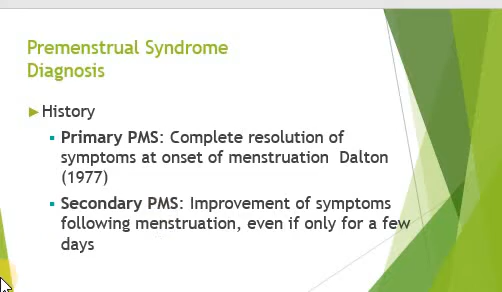 Premenstrual Syndrome
Diagnosis
History
Primary PMS: Complete resolution of
symptoms at onset of menstruation Dalton
(1977)
Secondary PMS: Improvement of symptoms
following menstruation, even if only for a few
days